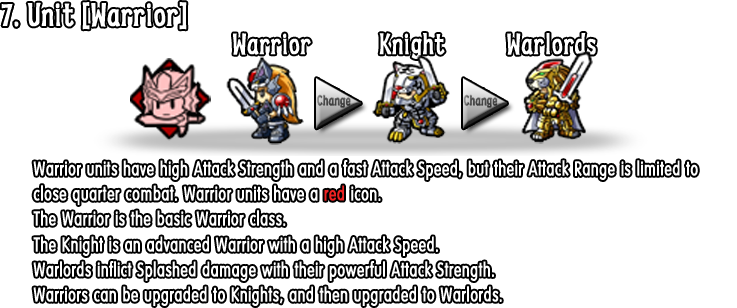 7. Unit [Warrior]
Warrior Knight Warlords
Change Change
Warrior units have high Attack Strength and a fast Attack Speed, but their Attack Range is limited to
close quarter combat. Warrior units have a red icon.
The Warrior is the basic Warrior class.
The Knight is an advanced Warrior with a high Attack Speed.
Warlords inflict Splashed damage with their powerful Attack Strength.
Warriors can be upgraded to Knights, and then upgraded to Warlords.